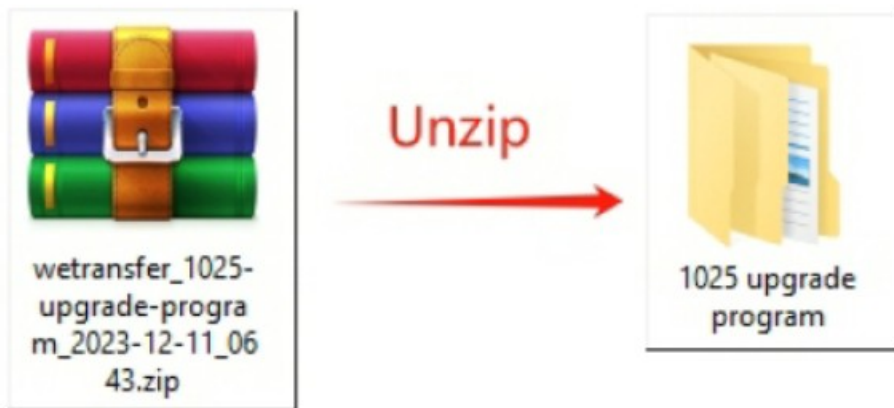 Unzip
wetransfer_1025-
upgrade-progra
m_2023-12-11_06
43.zip
1025 upgrade
program